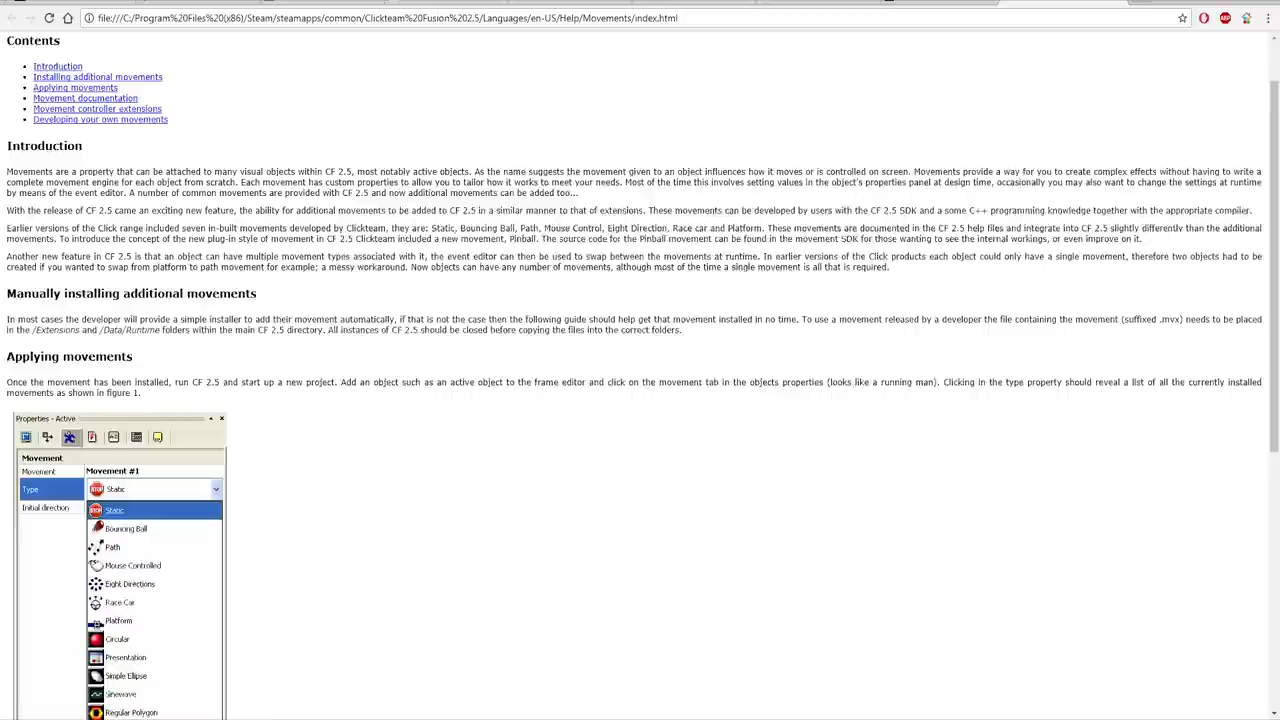 file:///C:/Program%20Files%20(x86)/Steam/steamapps/common/Clickteam%20Fusion%202.5/Languages/en-US/Help/Movements/index.html
Contents
Introduction
Installing additional movements
Applying movements
Movement documentation
Movement controller extensions
Developing your own movements
Introduction
Movements are a property that can be attached to many visual objects within CF 2.5, most notably active objects. As the name suggests the movement given to an object influences how it moves or is controlled on screen. Movements provide a way for you to create complex effects without having to write a
complete movement engine for each object from scratch. Each movement has custom properties to allow you to tailor how it works to meet your needs. Most of the time this involves setting values in the object's properties panel at design time, occasionally you may also want to change the settings at runtime
by means of the event editor. A number of common movements are provided with CF 2.5 and now additional movements can be added too...
With the release of CF 2.5 came an exciting new feature, the ability for additional movements to be added to CF 2.5 in a similar manner to that of extensions. These movements can be developed by users with the CF 2.5 SDK and a some C++ programming knowledge together with the appropriate compiler.
Earlier versions of the Click range included seven in-built movements developed by Clickteam, they are: Static, Bouncing Ball, Path, Mouse Control, Eight Direction, Race car and Platform. These movements are documented in the CF 2.5 help files and integrate into CF 2.5 slightly differently than the additional
movements. To introduce the concept of the new plug-in style of movement in CF 2.5 Clickteam included a new movement, Pinball. The source code for the Pinball movement can be found in the movement SDK for those wanting to see the internal workings, or even improve on it.
Another new feature in CF 2.5 is that an object can have multiple movement types associated with it, the event editor can then be used to swap between the movements at runtime. In earlier versions of the Click products each object could only have a single movement, therefore two objects had to be
created if you wanted to swap from platform to path movement for example; a messy workaround. Now objects can have any number of movements, although most of the time a single movement is all that is required.
Manually installing additional movements
In most cases the developer will provide a simple installer to add their movement automatically, if that is not the case then the following guide should help get that movement installed in no time. To use a movement released by a developer the file containing the movement (suffixed .mvx) needs to be placed
in the /Extensions and /Data/Runtime folders within the main CF 2.5 directory. All instances of CF 2.5 should be closed before copying the files into the correct folders.
Applying movements
Once the movement has been installed, run CF 2.5 and start up a new project. Add an object such as an active object to the frame editor and click on the movement tab in the objects properties (looks like a running man). Clicking in the type property should reveal a list of all the currently installed
movements as shown in figure 1.
Properties - Active
Movement
Movement Movement #1
Type Static
Initial direction
Static
Bouncing Ball
Path
Mouse Controlled
Eight Directions
Race Car
Platform
Circular
Presentation
Simple Ellipse
Sinewave
Regular Polygon